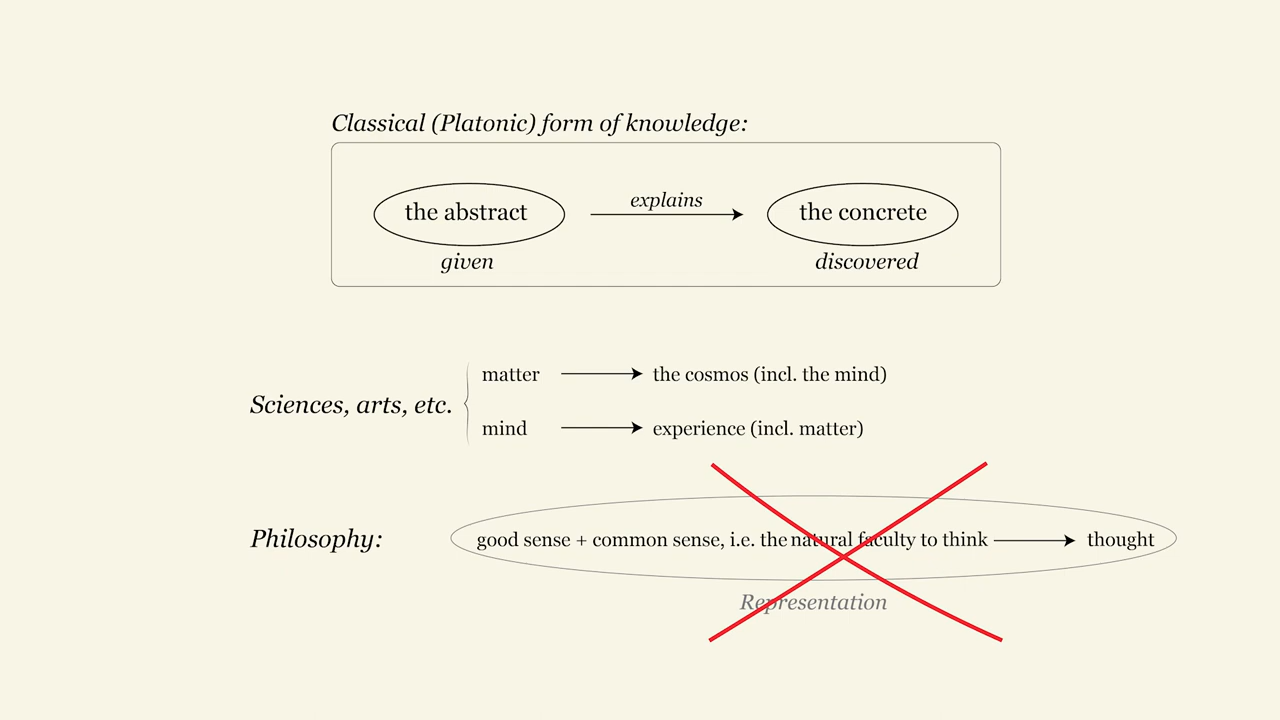 Classical (Platonic) form of knowledge:
the abstract
explains
the concrete
given
discovered
matter
the cosmos (incl. the mind)
Sciences, arts, etc.
mind
experience (incl. matter)
Philosophy:
good sense + common sense, i.e. the natural faculty to think
thought
Representation